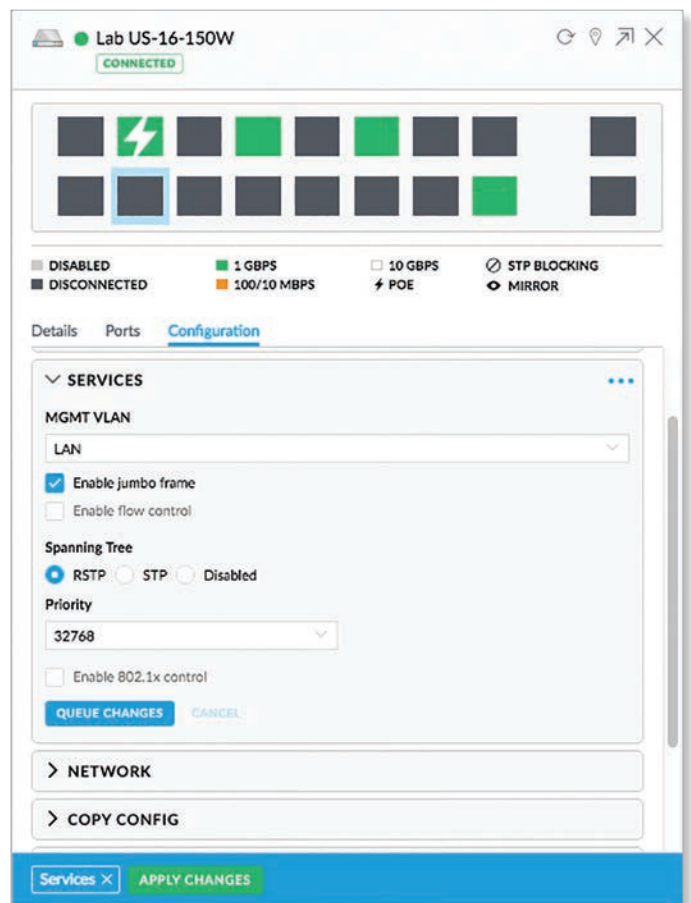 Lab US-16-150W
CONNECTED
DISABLED 1 GBPS 10 GBPS STP BLOCKING
DISCONNECTED 100/10 MBPS POE MIRROR
Details Ports Configuration
SERVICES
MGMT VLAN
LAN
Enable jumbo frame
Enable flow control
Spanning Tree
RSTP STP Disabled
Priority
32768
Enable 802.1x control
QUEUE CHANGES CANCEL
NETWORK
COPY CONFIG
Services × APPLY CHANGES